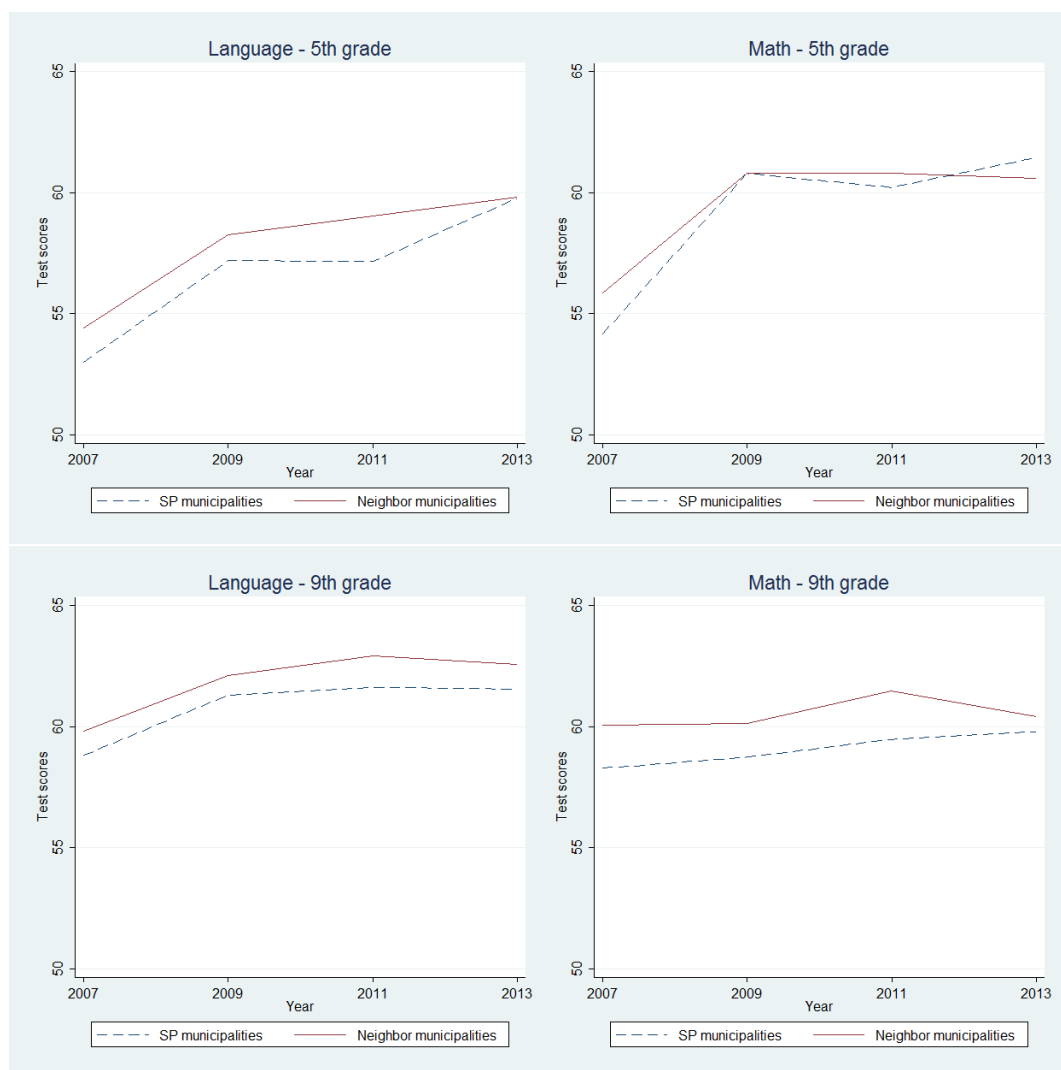 Language - 5th grade
Test scores
65
60
55
50
2007 2009 2011 2013
Year
SP municipalities Neighbor municipalities
Math - 5th grade
Test scores
65
60
55
50
2007 2009 2011 2013
Year
SP municipalities Neighbor municipalities
Language - 9th grade
Test scores
65
60
55
50
2007 2009 2011 2013
Year
SP municipalities Neighbor municipalities
Math - 9th grade
Test scores
65
60
55
50
2007 2009 2011 2013
Year
SP municipalities Neighbor municipalities